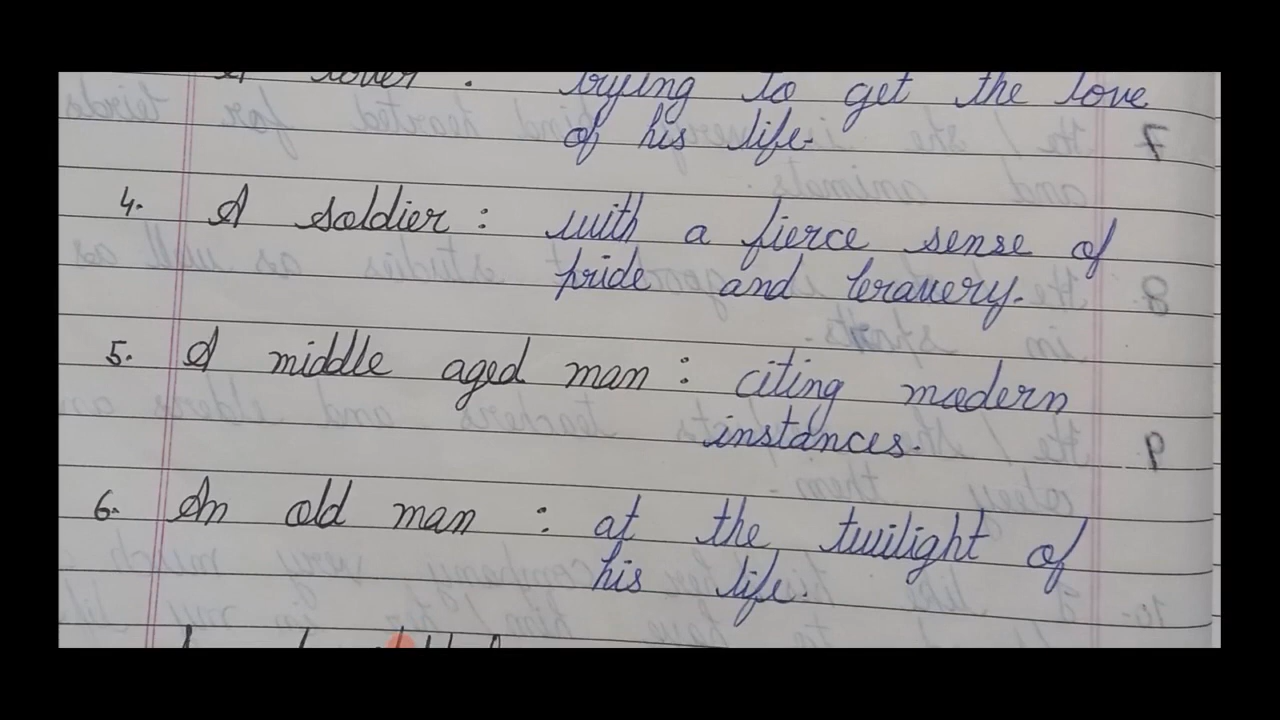 A lover : trying to get the love
of his life.
4. A soldier : with a fierce sense of
pride and bravery.
5. A middle aged man : citing modern
instances.
6. An old man : at the twilight of
his life.